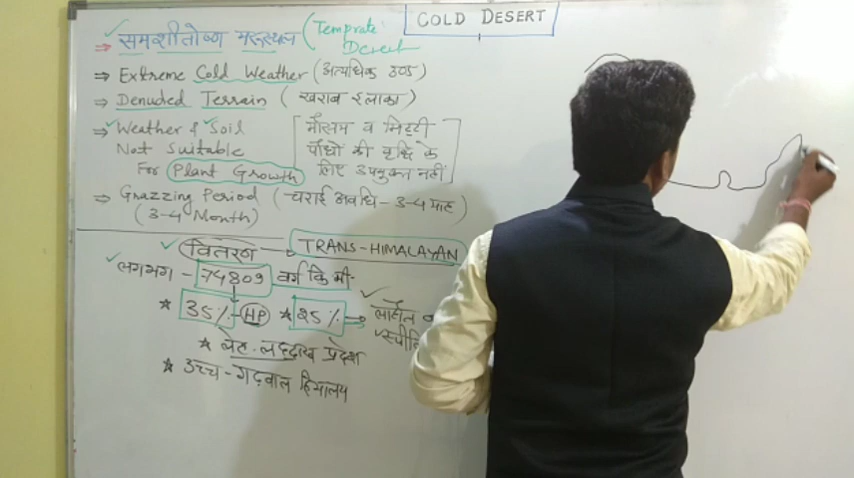 COLD DESERT
⇒ समशीतोष्ण मरुस्थल (Temprate Desert
⇒ Extreme Cold Weather (अत्यधिक ठण्ड)
⇒ Denuded Terrain (खराब इलाका)
⇒ Weather & Soil [मौसम व मिट्टी
Not Suitable पौधों की वृद्धि के
For Plant Growth लिए उपयुक्त नहीं]
⇒ Grazzing Period (चराई अवधि - 3-4 माह)
(3-4 Month)
वितरण → TRANS-HIMALAYAN
लगभग - 74809 वर्ग कि मी.
* 35% - HP * 25% ⇒ लाहौल व
स्पीति
* लेह-लद्दाख प्रदेश
* उच्च-गढ़वाल हिमालय